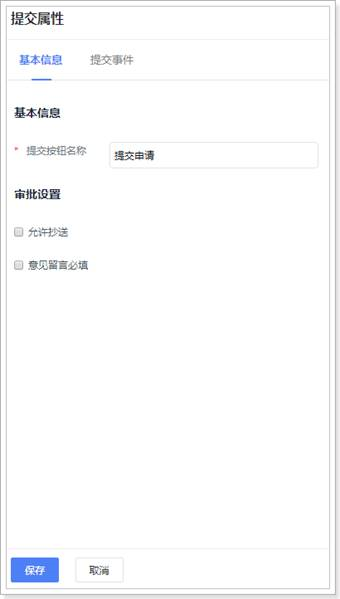 提交属性
基本信息 提交事件
基本信息
* 提交按钮名称 提交申请
审批设置
允许抄送
意见留言必填
保存 取消